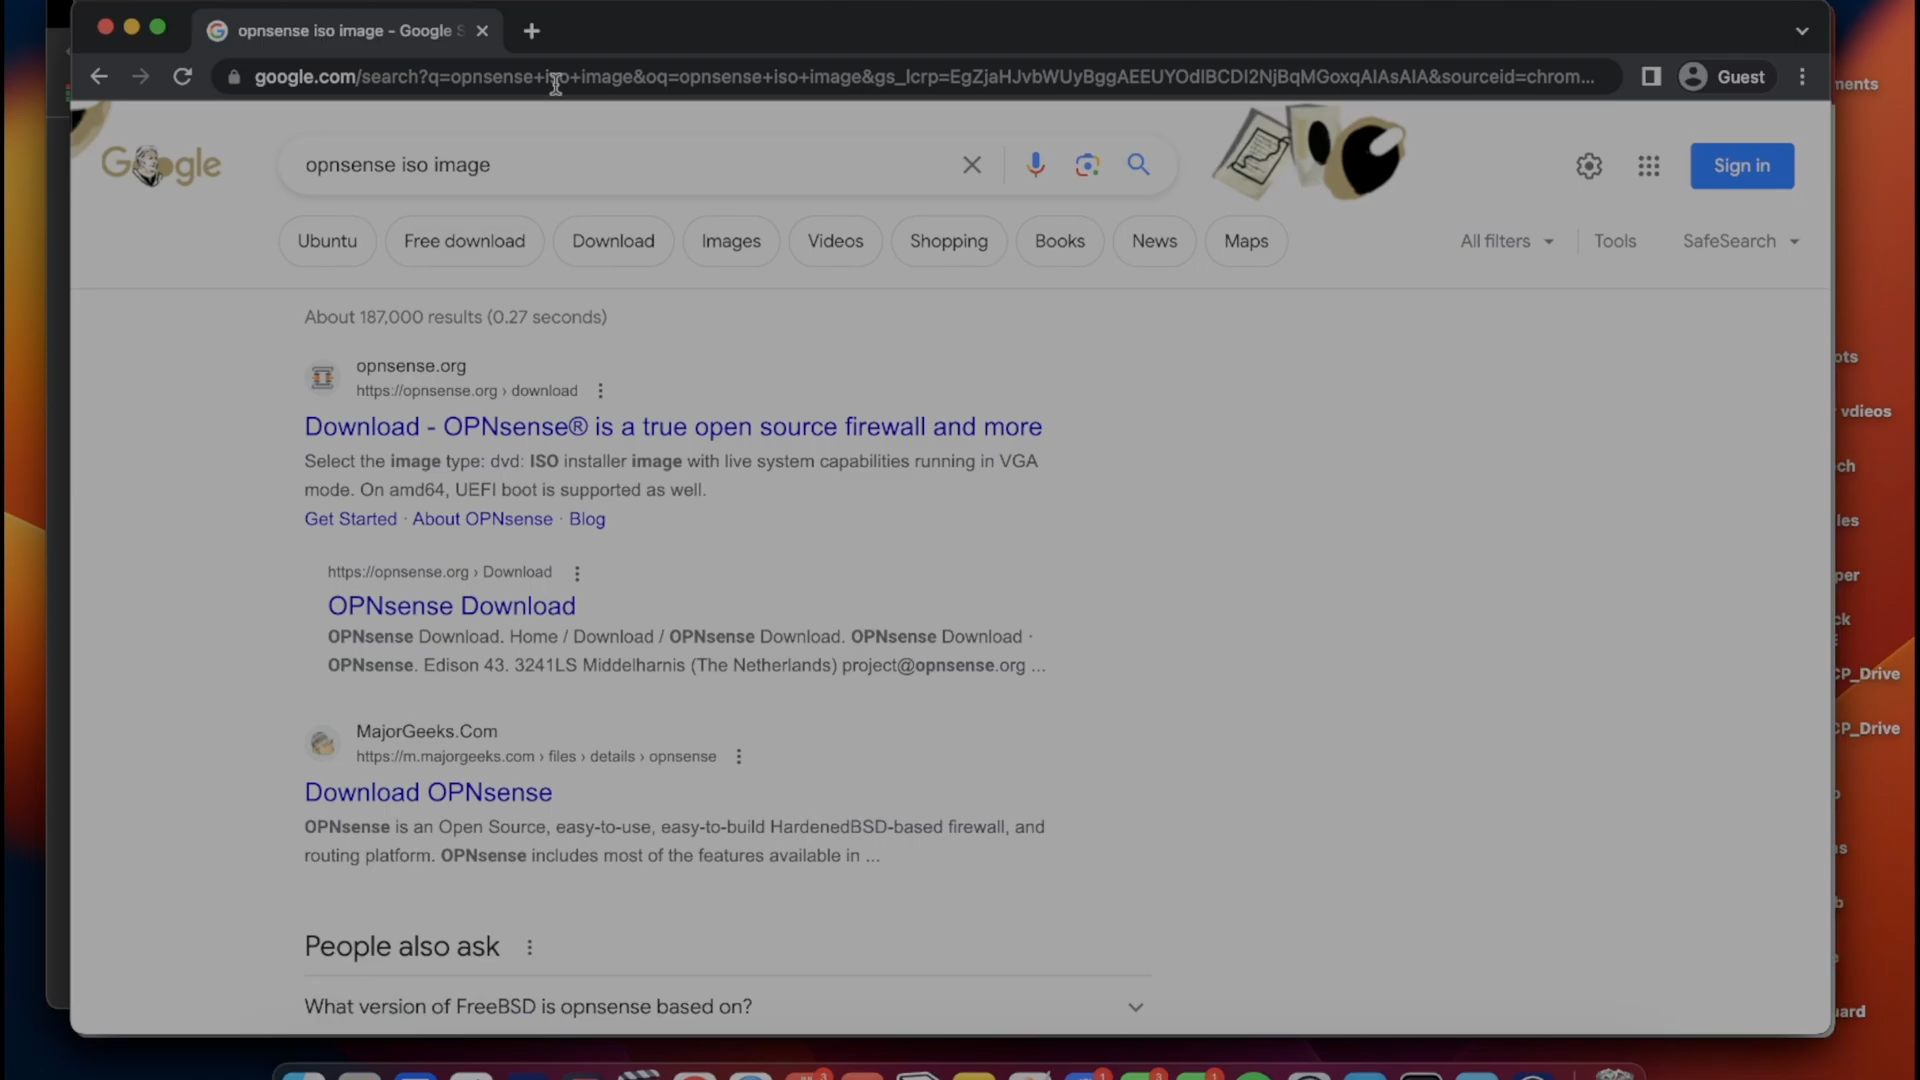 opnsense iso image - Google S
google.com/search?q=opnsense+iso+image&oq=opnsense+iso+image&gs_lcrp=EgZjaHJvbWUyBggAEEUYOdIBCDI2NjBqMGoxqAIAsAIA&sourceid=chrom...
Guest
Google
opnsense iso image
Sign in
Ubuntu
Free download
Download
Images
Videos
Shopping
Books
News
Maps
All filters
Tools
SafeSearch
About 187,000 results (0.27 seconds)
opnsense.org
https://opnsense.org › download
Download - OPNsense® is a true open source firewall and more
Select the image type: dvd: ISO installer image with live system capabilities running in VGA
mode. On amd64, UEFI boot is supported as well.
Get Started · About OPNsense · Blog
https://opnsense.org › Download
OPNsense Download
OPNsense Download. Home / Download / OPNsense Download. OPNsense Download ·
OPNsense. Edison 43. 3241LS Middelharnis (The Netherlands) project@opnsense.org ...
MajorGeeks.Com
https://m.majorgeeks.com › files › details › opnsense
Download OPNsense
OPNsense is an Open Source, easy-to-use, easy-to-build HardenedBSD-based firewall, and
routing platform. OPNsense includes most of the features available in ...
People also ask
What version of FreeBSD is opnsense based on?
ments
ots
vdieos
ch
les
per
ck
CP_Drive
CP_Drive
ns
b
uard
3
1
3
1